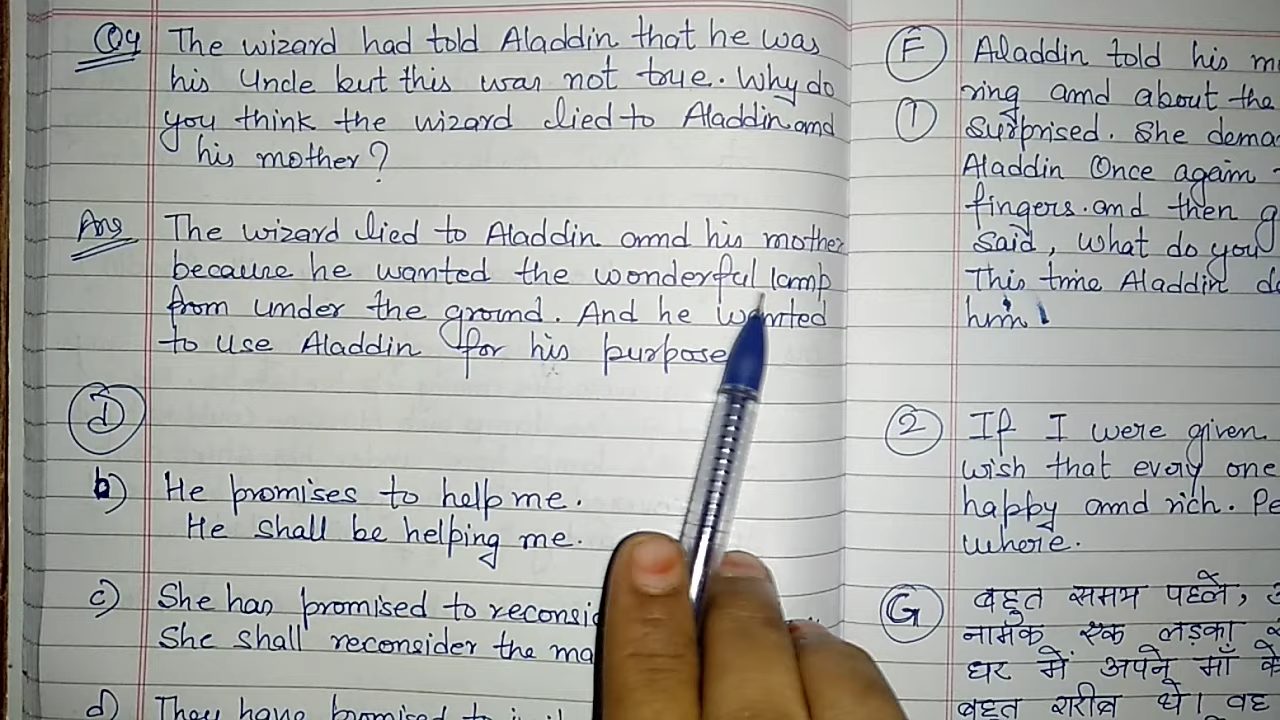 Q4 The wizard had told Aladdin that he was
his Uncle but this was not true. Why do
you think the wizard lied to Aladdin and
his mother?
Ans The wizard lied to Aladdin and his mother
because he wanted the wonderful lamp
from under the ground. And he wanted
to use Aladdin for his purpose
D
b) He promises to help me.
He shall be helping me.
c) She has promised to
She shall reconsider the
d) They have promised to
F Aladdin told his
ring and about the
1 Surprised. She
Aladdin Once again
fingers. and then
Said, What do you
This time Aladdin
him
2 If I were given
wish that every one
happy and rich.
where.
G बहुत समय पहले,
नामक एक लड़का
घर में अपने माँ के
बहुत गरीब थे। वह